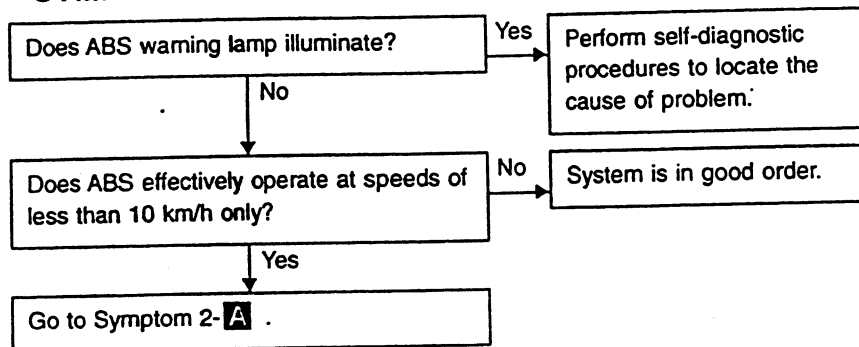 Does ABS warning lamp illuminate?
Yes
Perform self-diagnostic
procedures to locate the
cause of problem.
No
Does ABS effectively operate at speeds of
less than 10 km/h only?
No
System is in good order.
Yes
Go to Symptom 2-A .